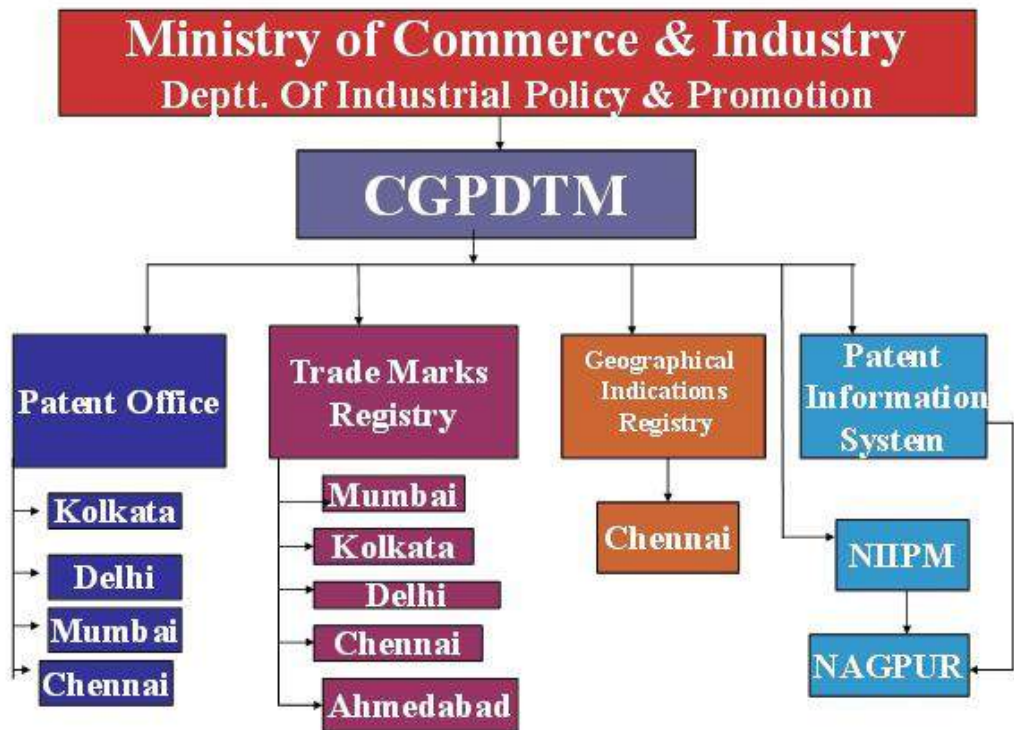 Ministry of Commerce & Industry
Deptt. Of Industrial Policy & Promotion
CGPDTM
Patent Office
Kolkata
Delhi
Mumbai
Chennai
Trade Marks
Registry
Mumbai
Kolkata
Delhi
Chennai
Ahmedabad
Geographical
Indications
Registry
Chennai
Patent
Information
System
NIIPM
NAGPUR